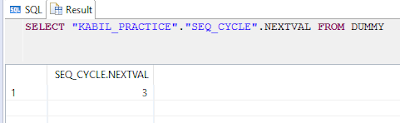 SQL Result
SELECT "KABIL_PRACTICE"."SEQ_CYCLE".NEXTVAL FROM DUMMY
SEQ_CYCLE.NEXTVAL
1 3